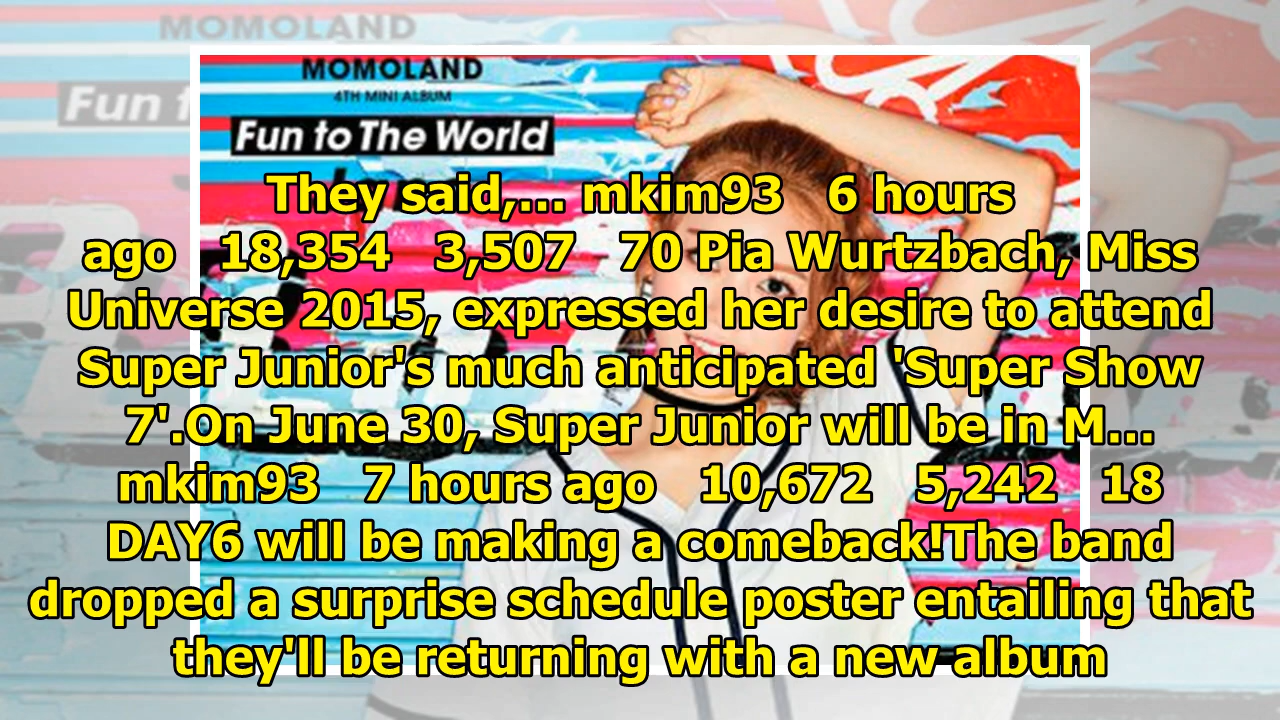 MOMOLAND
Fun t
MOMOLAND
4TH MINI ALBUM
Fun to The World
They said,... mkim93 6 hours
ago 18,354 3,507 70 Pia Wurtzbach, Miss
Universe 2015, expressed her desire to attend
Super Junior's much anticipated 'Super Show
7'.On June 30, Super Junior will be in M...
mkim93 7 hours ago 10,672 5,242 18
DAY6 will be making a comeback!The band
dropped a surprise schedule poster entailing that
they'll be returning with a new album